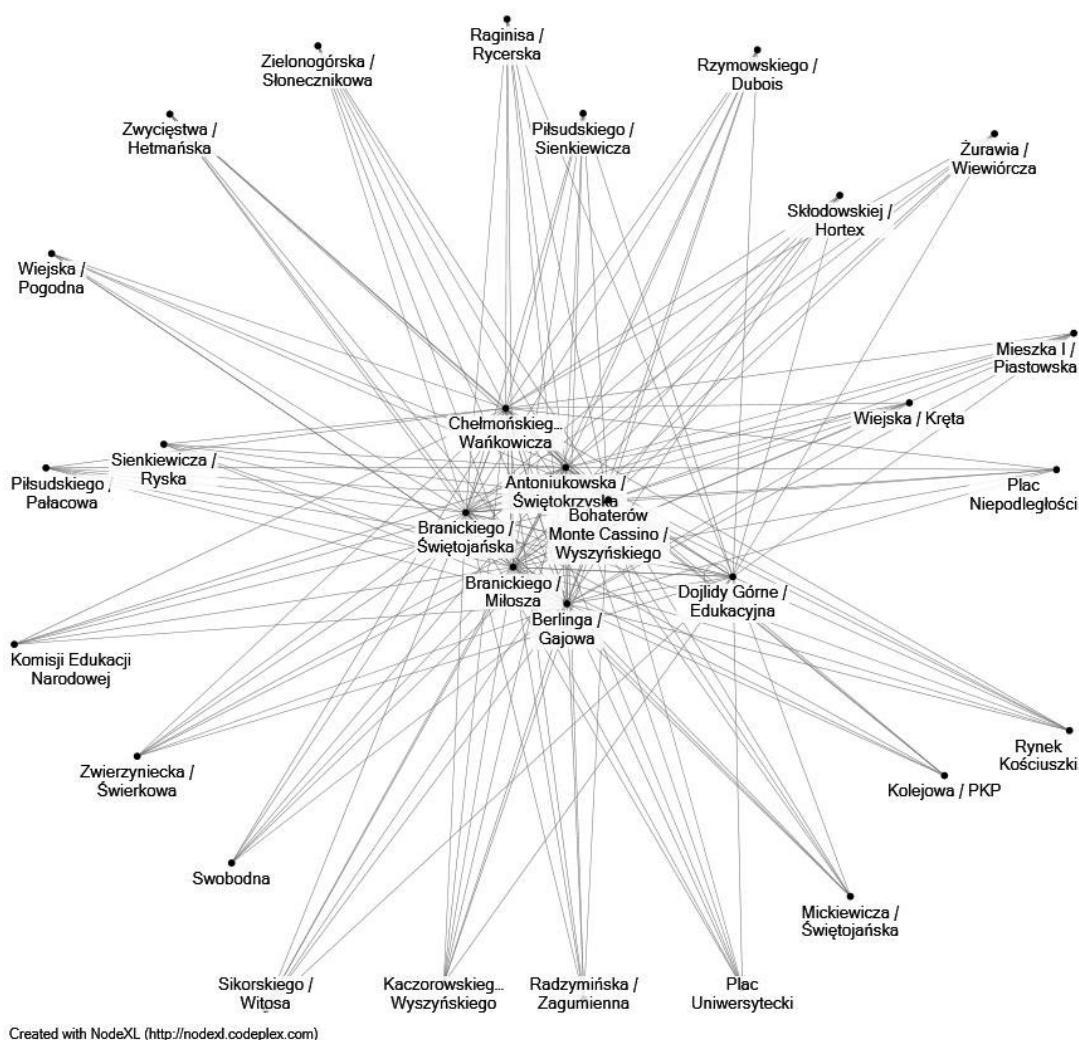 Raginisa /
Rycerska
Zielonogórska /
Słonecznikowa
Rzymowskiego /
Dubois
Zwycięstwa /
Hetmańska
Piłsudskiego /
Sienkiewicza
Żurawia /
Wiewiórcza
Skłodowskiej /
Hortex
Wiejska /
Pogodna
Mieszka I /
Piastowska
Chełmońskieg...
Wańkowicza
Wiejska / Kręta
Sienkiewicza /
Ryska
Piłsudskiego /
Pałacowa
Antoniukowska /
Świętokrzyska
Plac
Niepodległości
Bohaterów
Monte Cassino /
Wyszyńskiego
Branickiego /
Świętojańska
Branickiego /
Miłosza
Dojlidy Górne /
Edukacyjna
Berlinga /
Gajowa
Komisji Edukacji
Narodowej
Rynek
Kościuszki
Zwierzyniecka /
Świerkowa
Kolejowa / PKP
Swobodna
Mickiewicza /
Świętojańska
Sikorskiego /
Witosa
Kaczorowskieg...
Wyszyńskiego
Radzymińska /
Zagumienna
Plac
Uniwersytecki
Created with NodeXL (http://nodexl.codeplex.com)